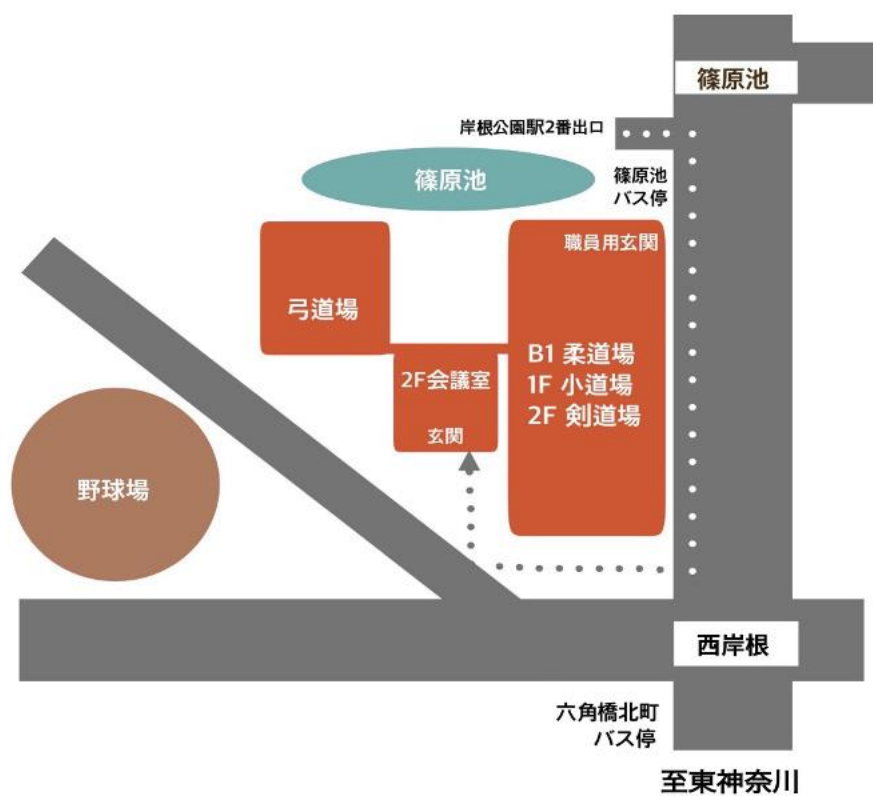 篠原池
岸根公園駅2番出口
篠原池
篠原池
バス停
職員用玄関
弓道場
B1 柔道場
1F 小道場
2F 剣道場
2F会議室
玄関
野球場
西岸根
六角橋北町
バス停
至東神奈川